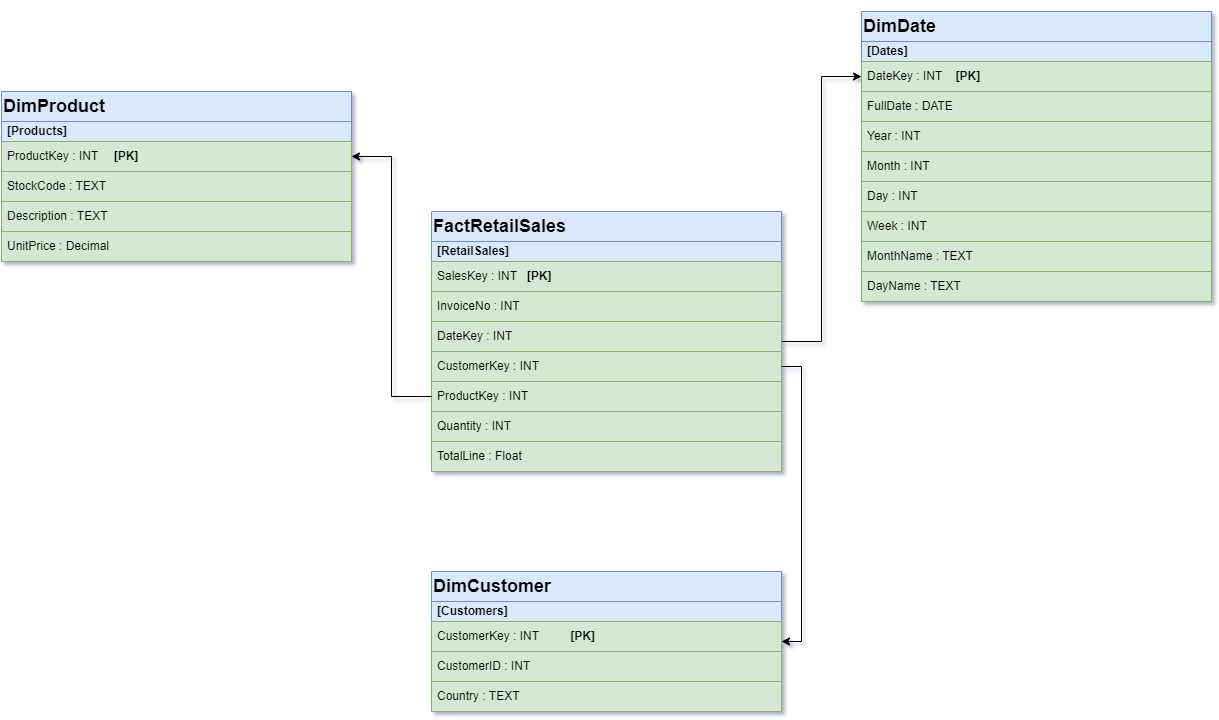 DimProduct
[Products]
ProductKey : INT [PK]
StockCode : TEXT
Description : TEXT
UnitPrice : Decimal
FactRetailSales
[RetailSales]
SalesKey : INT [PK]
InvoiceNo : INT
DateKey : INT
CustomerKey : INT
ProductKey : INT
Quantity : INT
TotalLine : Float
DimDate
[Dates]
DateKey : INT [PK]
FullDate : DATE
Year : INT
Month : INT
Day : INT
Week : INT
MonthName : TEXT
DayName : TEXT
DimCustomer
[Customers]
CustomerKey : INT [PK]
CustomerID : INT
Country : TEXT